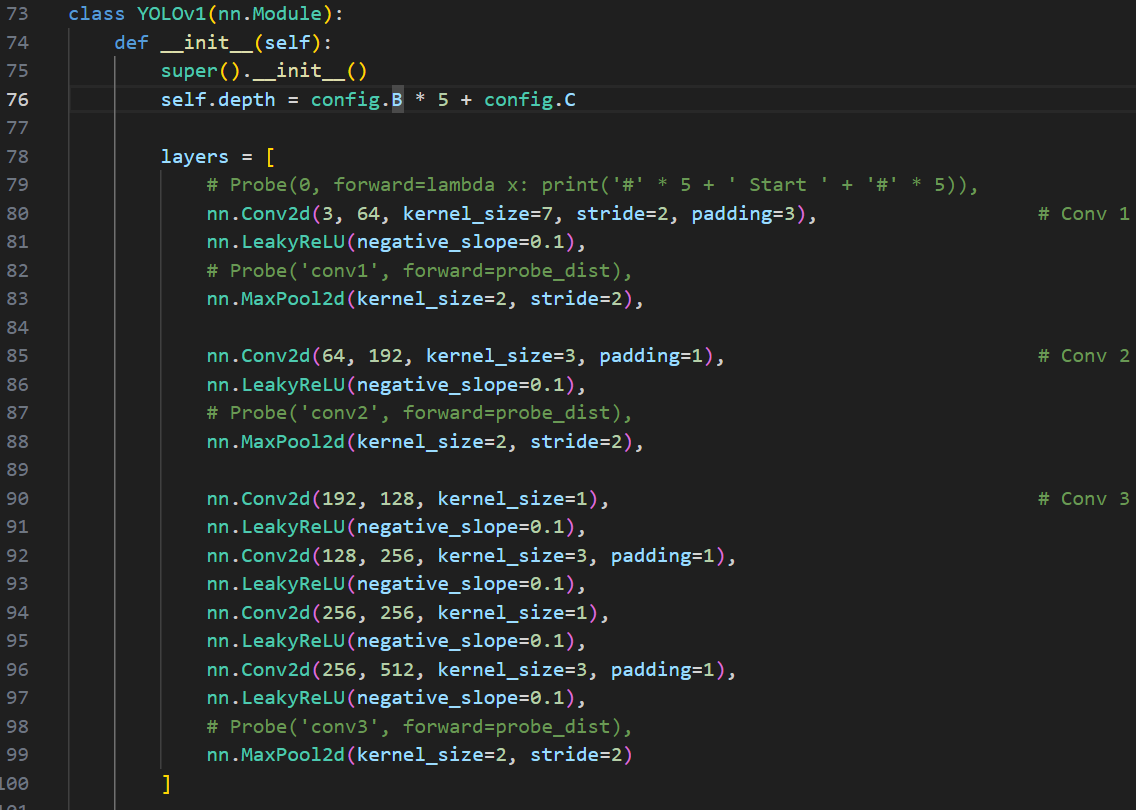 73 class YOLOv1(nn.Module):
74 def __init__(self):
75 super().__init__()
76 self.depth = config.B * 5 + config.C
77
78 layers = [
79 # Probe(0, forward=lambda x: print('#' * 5 + ' Start ' + '#' * 5)),
80 nn.Conv2d(3, 64, kernel_size=7, stride=2, padding=3), # Conv 1
81 nn.LeakyReLU(negative_slope=0.1),
82 # Probe('conv1', forward=probe_dist),
83 nn.MaxPool2d(kernel_size=2, stride=2),
84
85 nn.Conv2d(64, 192, kernel_size=3, padding=1), # Conv 2
86 nn.LeakyReLU(negative_slope=0.1),
87 # Probe('conv2', forward=probe_dist),
88 nn.MaxPool2d(kernel_size=2, stride=2),
89
90 nn.Conv2d(192, 128, kernel_size=1), # Conv 3
91 nn.LeakyReLU(negative_slope=0.1),
92 nn.Conv2d(128, 256, kernel_size=3, padding=1),
93 nn.LeakyReLU(negative_slope=0.1),
94 nn.Conv2d(256, 256, kernel_size=1),
95 nn.LeakyReLU(negative_slope=0.1),
96 nn.Conv2d(256, 512, kernel_size=3, padding=1),
97 nn.LeakyReLU(negative_slope=0.1),
98 # Probe('conv3', forward=probe_dist),
99 nn.MaxPool2d(kernel_size=2, stride=2)
100 ]